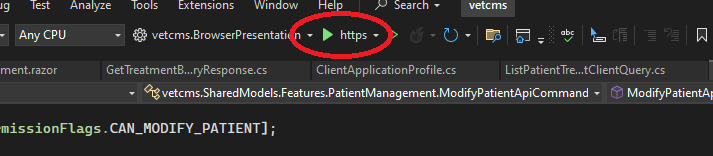 Test Analyze Tools Extensions Window Help Search vetcms
Any CPU vetcms.BrowserPresentation https abc
ment.razor GetTreatmentB...ryResponse.cs ClientApplicationProfile.cs ListPatientTre...tClientQuery.cs
vetcms.SharedModels.Features.PatientManagement.ModifyPatientApiCommand ModifyPatientAp
missionFlags.CAN_MODIFY_PATIENT];